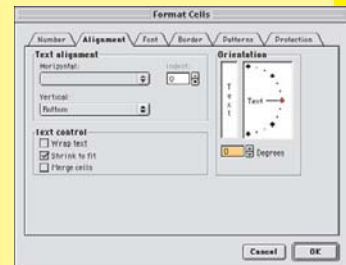 Format Cells
Number Alignment Font Border Patterns Protection
Text alignment
Horizontal:
Indent:
0
Vertical:
Bottom
Text control
Wrap text
Shrink to fit
Merge cells
Orientation
Text
Text
0 Degrees
Cancel OK